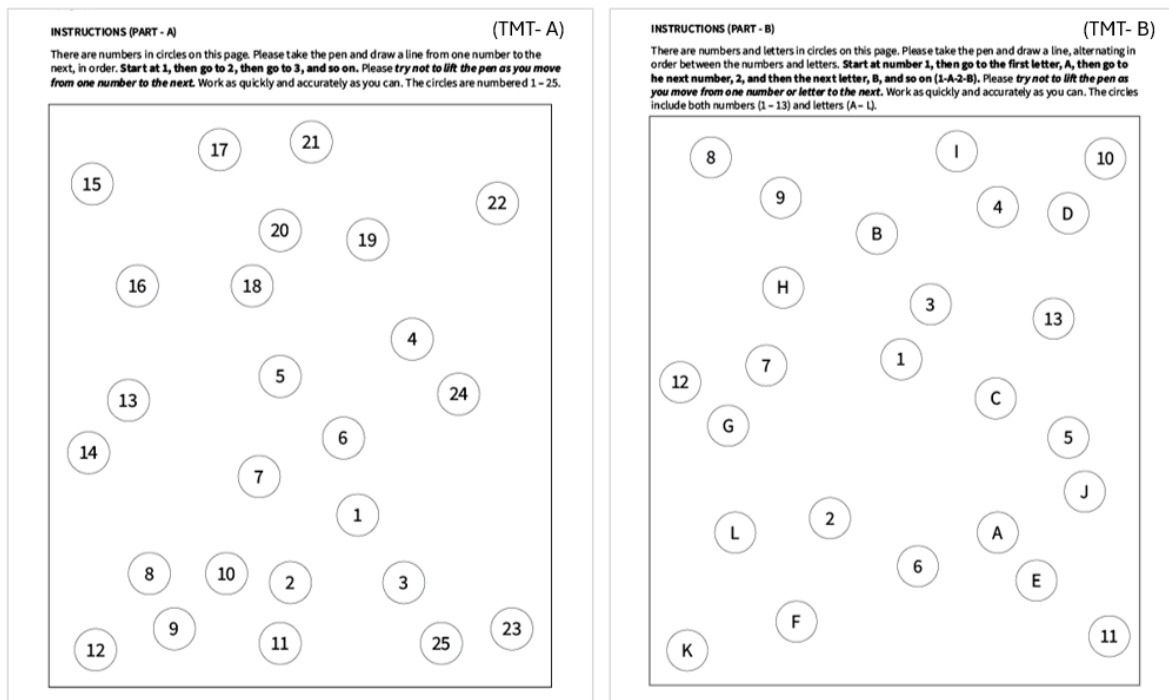 INSTRUCTIONS (PART - A) (TMT- A)
There are numbers in circles on this page. Please take the pen and draw a line from one number to the
next, in order. Start at 1, then go to 2, then go to 3, and so on. Please try not to lift the pen as you move
from one number to the next. Work as quickly and accurately as you can. The circles are numbered 1 – 25.
17 21
15
22
20 19
16 18
4
5
24
13
6
14
7
1
8 10 2 3
9 11 25 23
12
INSTRUCTIONS (PART - B) (TMT- B)
There are numbers and letters in circles on this page. Please take the pen and draw a line, alternating in
order between the numbers and letters. Start at number 1, then go to the first letter, A, then go to
he next number, 2, and then the next letter, B, and so on (1-A-2-B). Please try not to lift the pen as
you move from one number or letter to the next. Work as quickly and accurately as you can. The circles
include both numbers (1 – 13) and letters (A – L).
8 I 10
9 4 D
B
H
3 13
7 1
12
C
G 5
J
2
L A
6 E
F
K 11